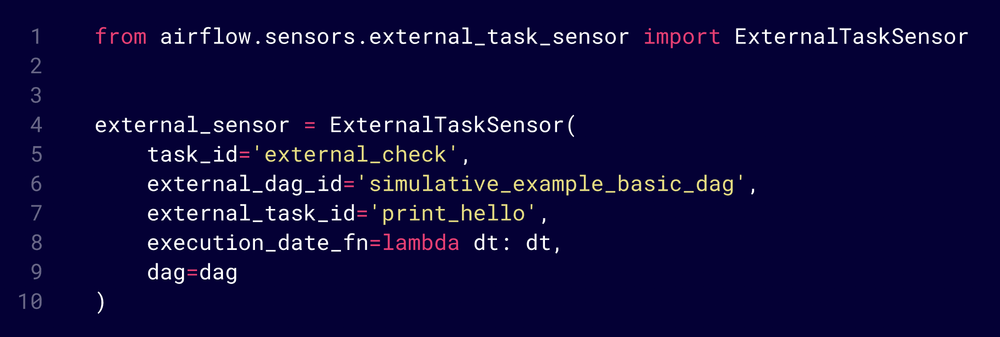 1 from airflow.sensors.external_task_sensor import ExternalTaskSensor
2
3
4 external_sensor = ExternalTaskSensor(
5     task_id='external_check',
6     external_dag_id='simulative_example_basic_dag',
7     external_task_id='print_hello',
8     execution_date_fn=lambda dt: dt,
9     dag=dag
10 )